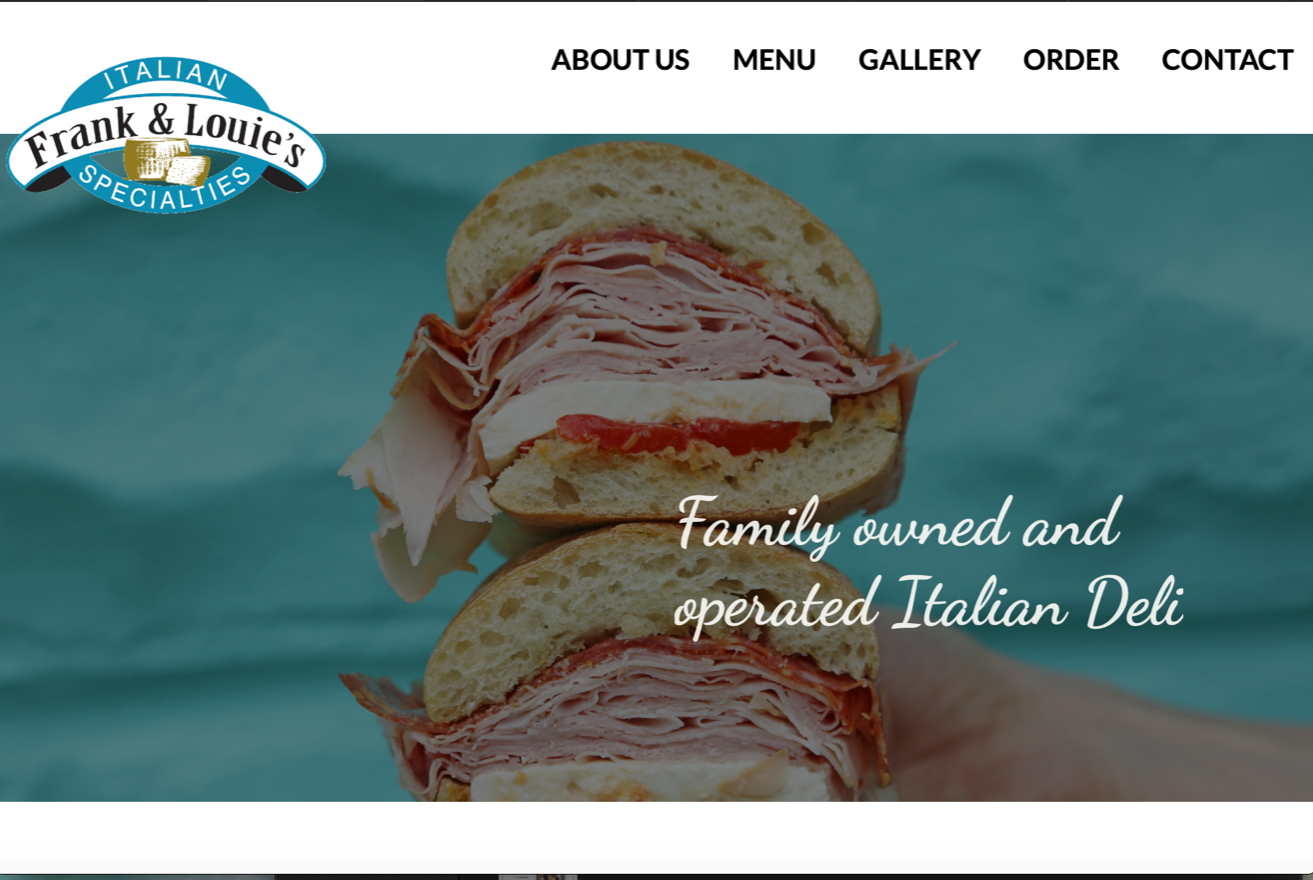 ABOUT US MENU GALLERY ORDER CONTACT
ITALIAN
Frank & Louie's
SPECIALTIES
Family owned and
operated Italian Deli